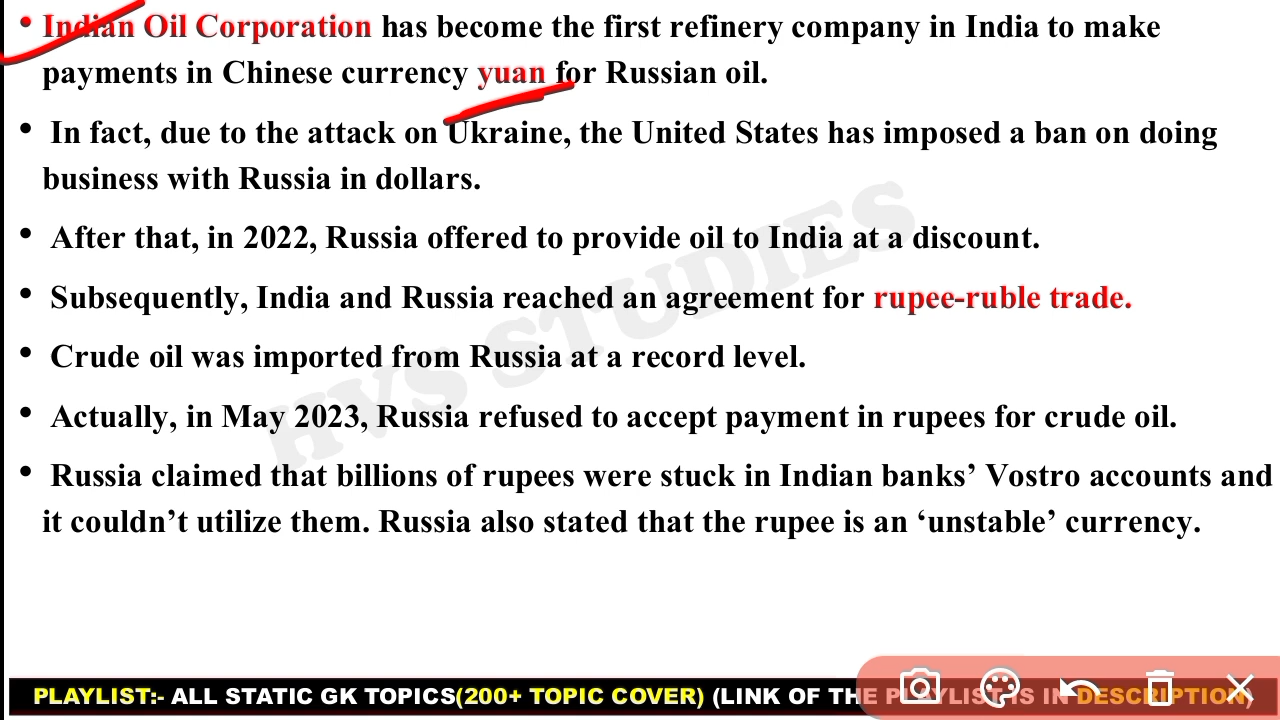 • Indian Oil Corporation has become the first refinery company in India to make
payments in Chinese currency yuan for Russian oil.
• In fact, due to the attack on Ukraine, the United States has imposed a ban on doing
business with Russia in dollars.
• After that, in 2022, Russia offered to provide oil to India at a discount.
• Subsequently, India and Russia reached an agreement for rupee-ruble trade.
• Crude oil was imported from Russia at a record level.
• Actually, in May 2023, Russia refused to accept payment in rupees for crude oil.
• Russia claimed that billions of rupees were stuck in Indian banks’ Vostro accounts and
it couldn’t utilize them. Russia also stated that the rupee is an ‘unstable’ currency.
HVS STUDIES
PLAYLIST:- ALL STATIC GK TOPICS(200+ TOPIC COVER) (LINK OF THE PLAYLIST IS IN DESCRIPTION)